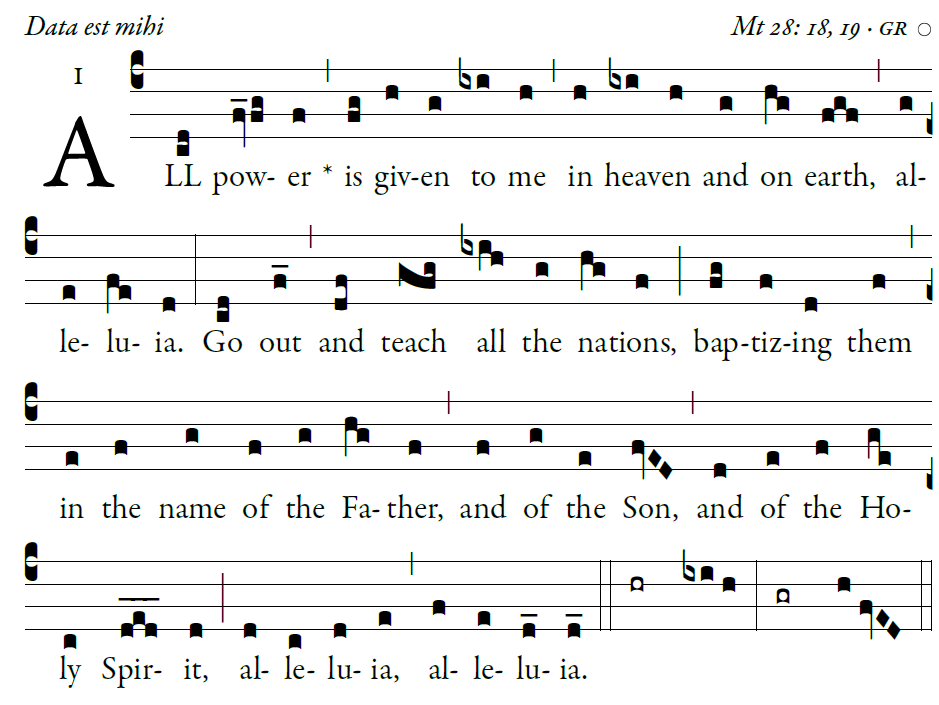 Data est mihi Mt 28: 18, 19 · GR
1
ALL pow- er * is giv-en to me in heaven and on earth, al-
le- lu- ia. Go out and teach all the nations, bap-tiz-ing them
in the name of the Fa- ther, and of the Son, and of the Ho-
ly Spir- it, al- le- lu- ia, al- le- lu- ia.